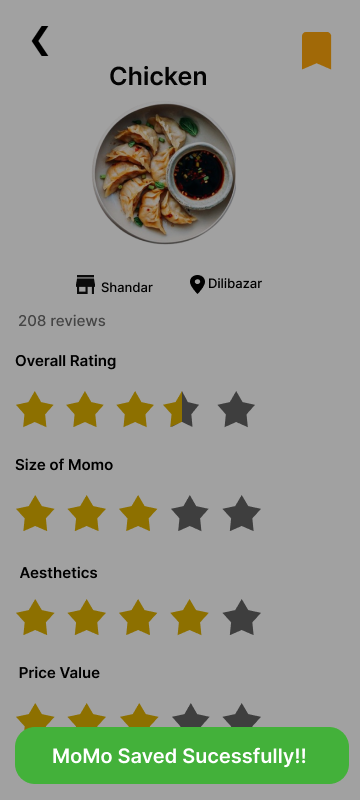 Chicken
Shandar
Dilibazar
208 reviews
Overall Rating
Size of Momo
Aesthetics
Price Value
MoMo Saved Sucessfully!!